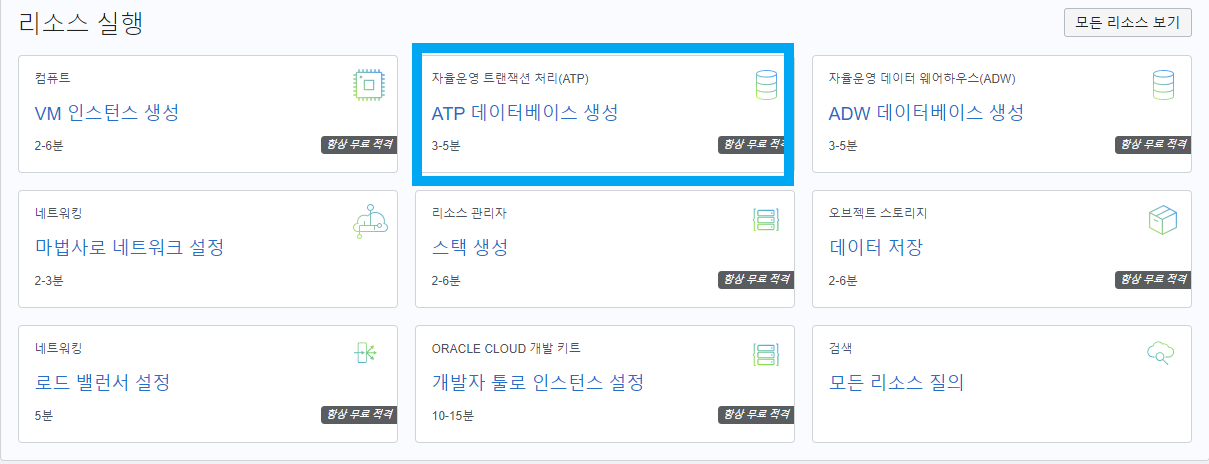 리소스 실행
모든 리소스 보기
컴퓨트
VM 인스턴스 생성
2-6분
항상 무료 적격
자율운영 트랜잭션 처리(ATP)
ATP 데이터베이스 생성
3-5분
항상 무료 적격
자율운영 데이터 웨어하우스(ADW)
ADW 데이터베이스 생성
3-5분
항상 무료 적격
네트워킹
마법사로 네트워크 설정
2-3분
리소스 관리자
스택 생성
2-6분
항상 무료 적격
오브젝트 스토리지
데이터 저장
2-6분
항상 무료 적격
네트워킹
로드 밸런서 설정
5분
항상 무료 적격
ORACLE CLOUD 개발 키트
개발자 툴로 인스턴스 설정
10-15분
항상 무료 적격
검색
모든 리소스 질의